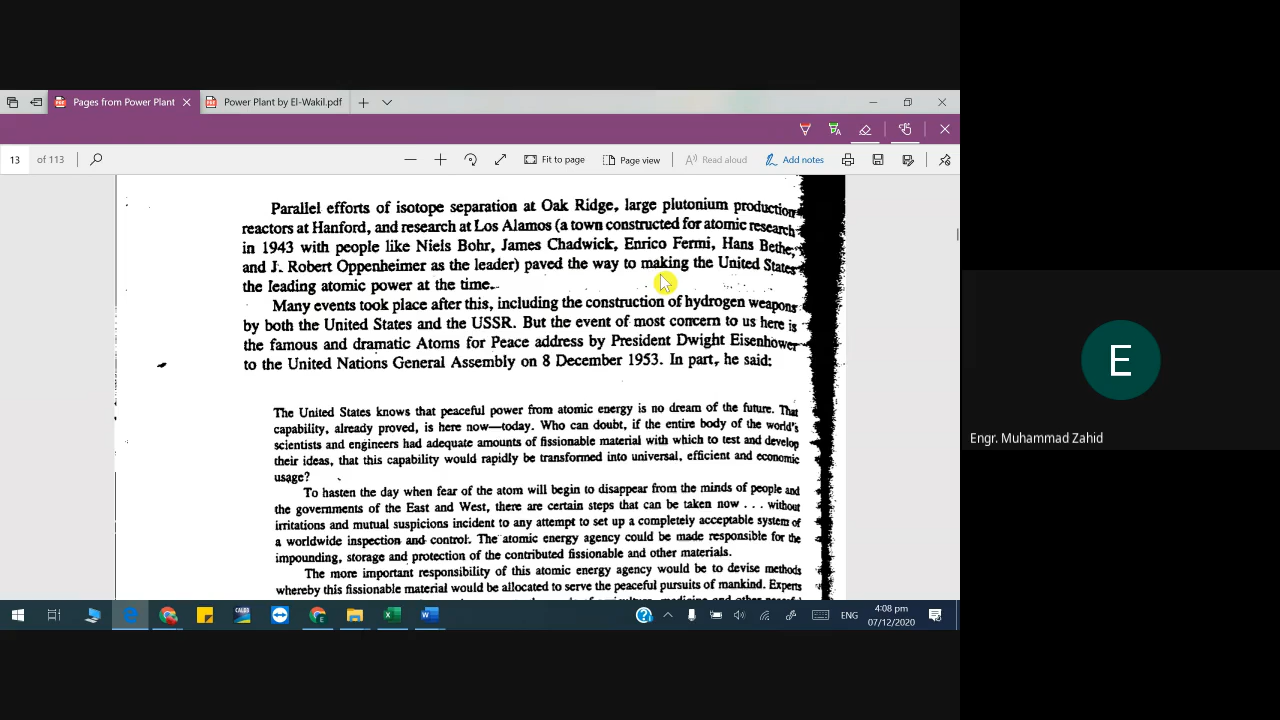 Pages from Power Plant
Power Plant by El-Wakil.pdf
13 of 113
Fit to page
Page view
Read aloud
Add notes
Parallel efforts of isotope separation at Oak Ridge, large plutonium production
reactors at Hanford, and research at Los Alamos (a town constructed for atomic research
in 1943 with people like Niels Bohr, James Chadwick, Enrico Fermi, Hans Bethe,
and J. Robert Oppenheimer as the leader) paved the way to making the United States
the leading atomic power at the time.
Many events took place after this, including the construction of hydrogen weapons
by both the United States and the USSR. But the event of most concern to us here is
the famous and dramatic Atoms for Peace address by President Dwight Eisenhower
to the United Nations General Assembly on 8 December 1953. In part, he said:
The United States knows that peaceful power from atomic energy is no dream of the future. That
capability, already proved, is here now—today. Who can doubt, if the entire body of the world's
scientists and engineers had adequate amounts of fissionable material with which to test and develop
their ideas, that this capability would rapidly be transformed into universal, efficient and economic
usage?
To hasten the day when fear of the atom will begin to disappear from the minds of people and
the governments of the East and West, there are certain steps that can be taken now . . . without
irritations and mutual suspicions incident to any attempt to set up a completely acceptable system of
a worldwide inspection and control. The atomic energy agency could be made responsible for the
impounding, storage and protection of the contributed fissionable and other materials.
The more important responsibility of this atomic energy agency would be to devise methods
whereby this fissionable material would be allocated to serve the peaceful pursuits of mankind. Experts
E
Engr. Muhammad Zahid
ENG
4:08 pm
07/12/2020